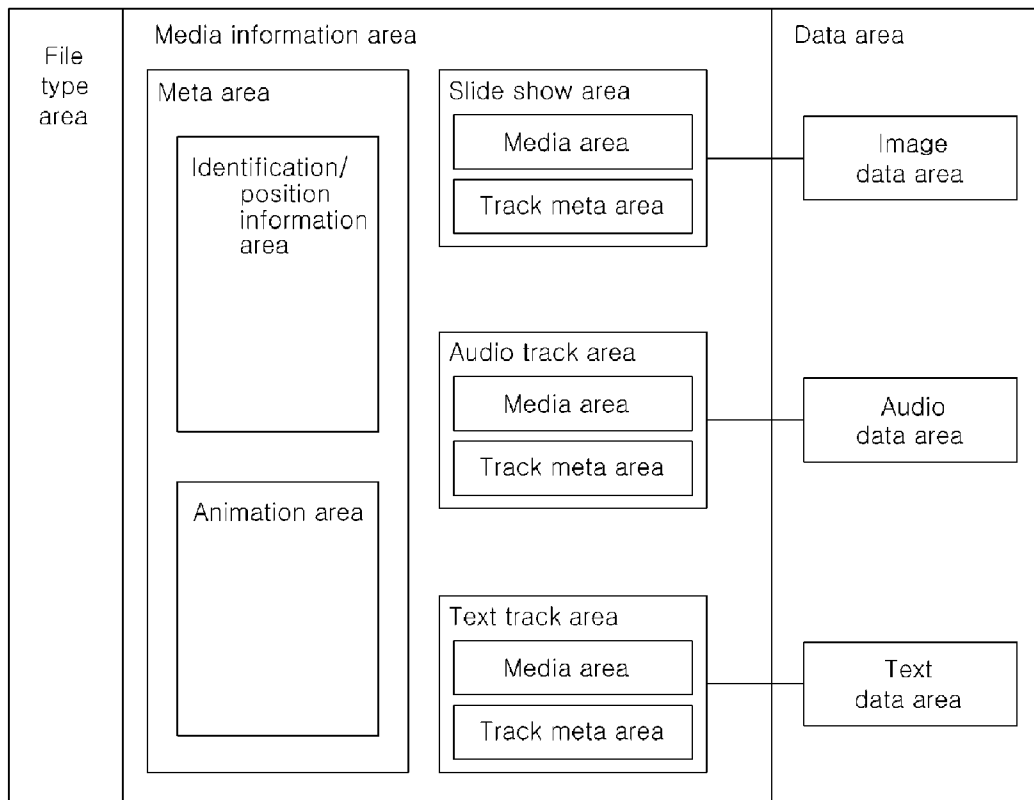 File
type
area
Media information area
Meta area
Identification/
position
information
area
Animation area
Slide show area
Media area
Track meta area
Audio track area
Media area
Track meta area
Text track area
Media area
Track meta area
Data area
Image
data area
Audio
data area
Text
data area